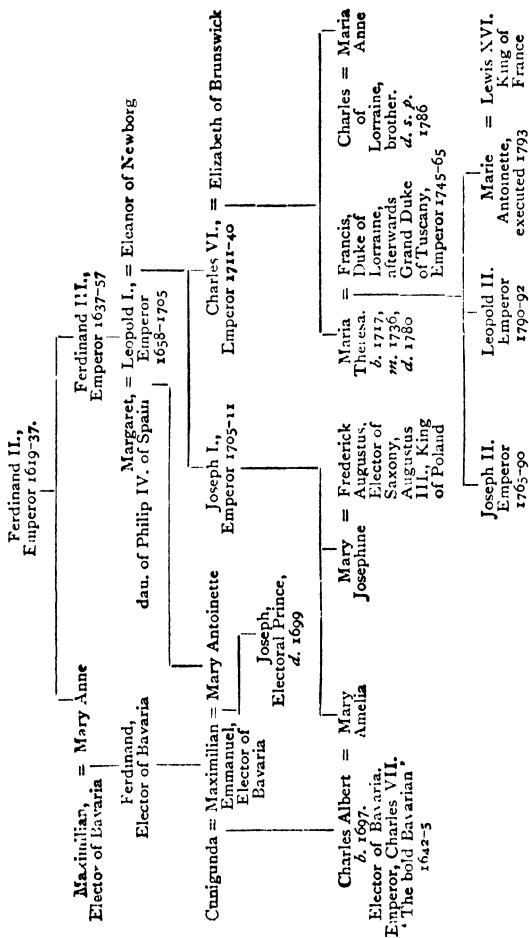 Ferdinand II.,
Emperor 1619-37.
Maximilian, = Mary Anne
Elector of Bavaria
Ferdinand III.,
Emperor 1637-57
Ferdinand,
Elector of Bavaria
Margaret, = Leopold I., = Eleanor of Newborg
dau. of Philip IV. of Spain
Emperor
1658-1705
Cunigunda = Maximilian = Mary Antoinette
Emmanuel,
Elector of
Bavaria
Joseph I.,
Emperor 1705-11
Charles VI., = Elizabeth of Brunswick
Emperor 1711-40
Joseph,
Electoral Prince,
d. 1699
Charles Albert = Mary
Amelia
b. 1697.
Elector of Bavaria.
Emperor, Charles VII.
' The bold Bavarian '
1642-5
Mary = Frederick
Josephine
Augustus,
Elector of
Saxony,
Augustus
III., King
of Poland
Maria = Francis,
Theresa.
b. 1717,
m. 1736,
d. 1780
Duke of
Lorraine,
afterwards
Grand Duke
of Tuscany,
Emperor 1745-65
Charles = Maria
of
Anne
Lorraine,
brother.
d. s. p.
1786
Joseph II.
Emperor
1765-90
Leopold II.
Emperor
1790-92
Marie = Lewis XVI.
Antoinette,
executed 1793
King of
France